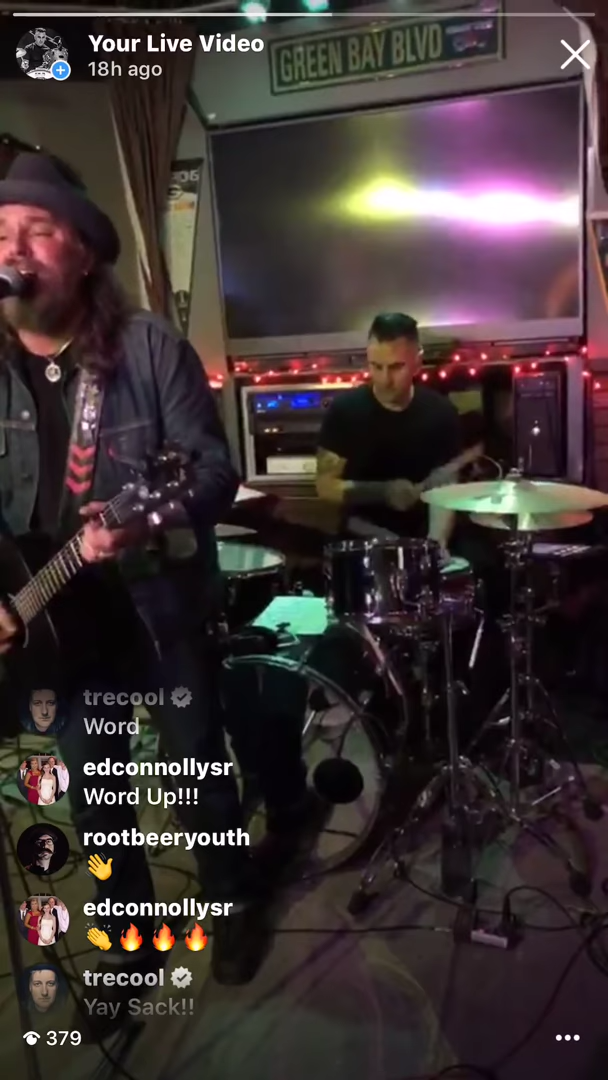 Your Live Video
18h ago
GREEN BAY BLVD
trecool
Word
edconnollysr
Word Up!!!
rootbeeryouth
👋
edconnollysr
👏🔥🔥🔥
trecool
Yay Sack!!
379